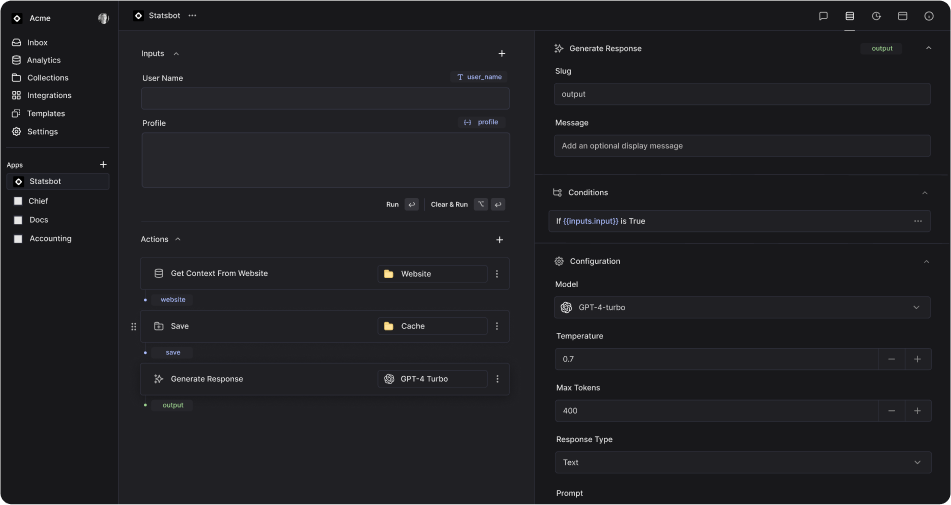 Acme
Inbox
Analytics
Collections
Integrations
Templates
Settings
Apps
Statsbot
Chief
Docs
Accounting
Statsbot
Inputs
User Name
user_name
Profile
profile
Run
Clear & Run
Actions
Get Context From Website
Website
website
Save
Cache
save
Generate Response
GPT-4 Turbo
output
Generate Response
output
Slug
output
Message
Add an optional display message
Conditions
If {{inputs.input}} is True
Configuration
Model
GPT-4-turbo
Temperature
0.7
Max Tokens
400
Response Type
Text
Prompt